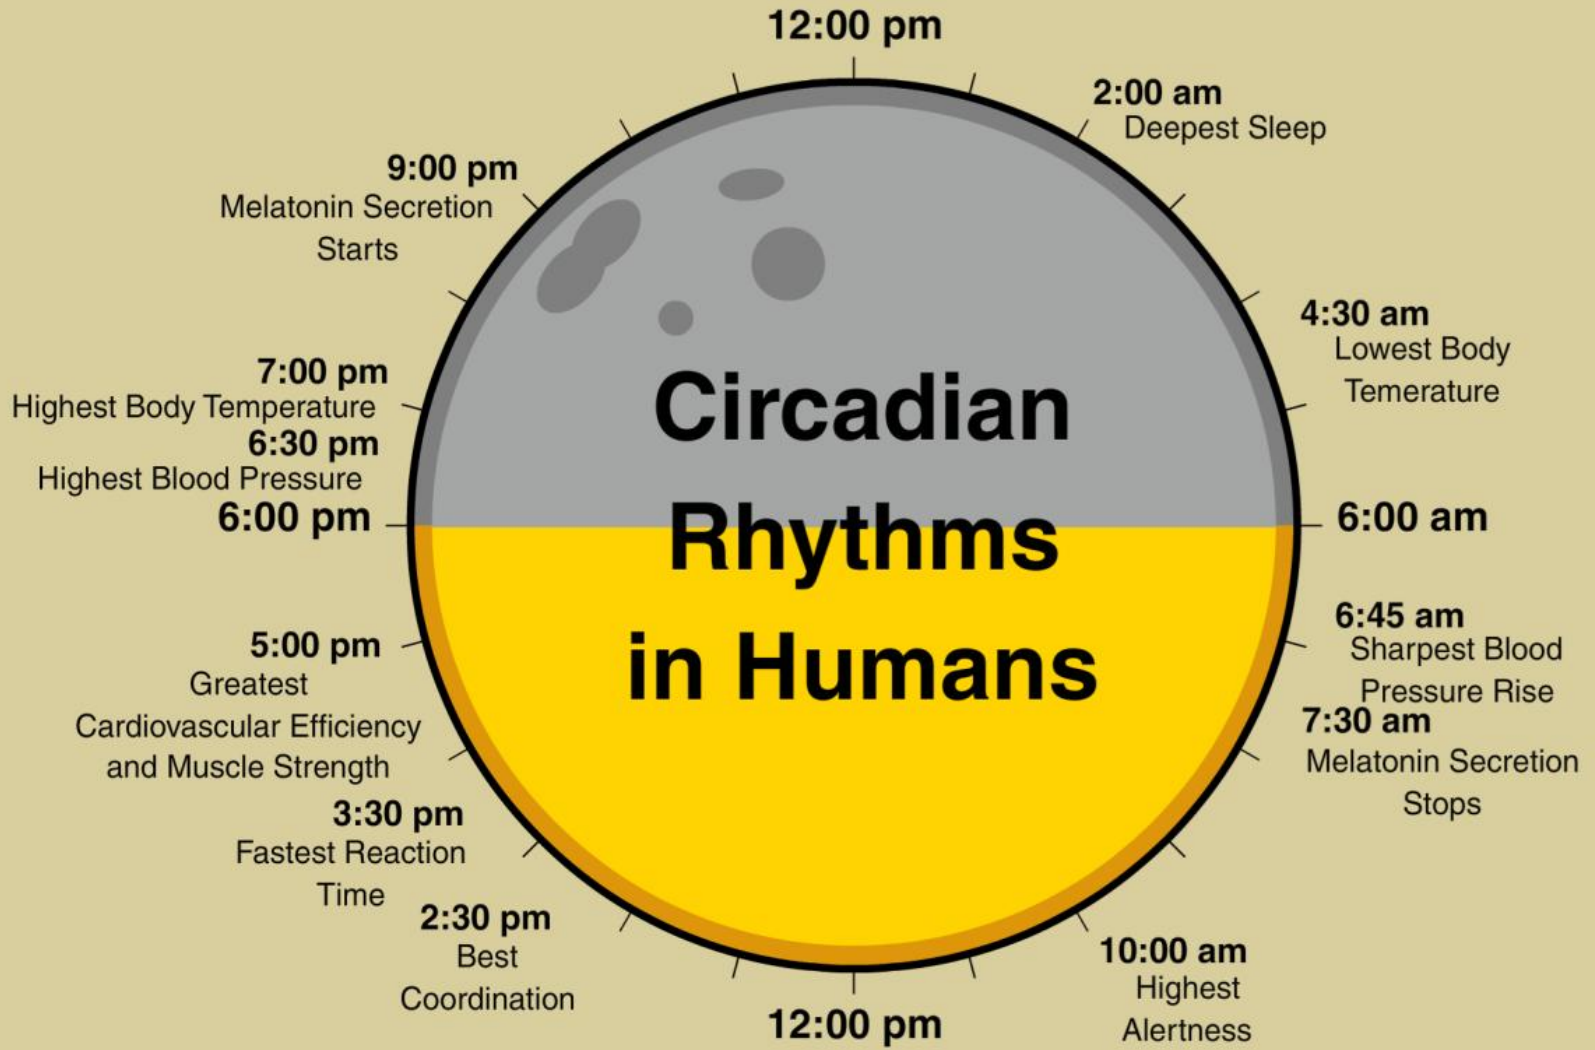 12:00 pm
2:00 am
Deepest Sleep
4:30 am
Lowest Body
Temerature
6:00 am
6:45 am
Sharpest Blood
Pressure Rise
7:30 am
Melatonin Secretion
Stops
10:00 am
Highest
Alertness
12:00 pm
2:30 pm
Best
Coordination
3:30 pm
Fastest Reaction
Time
5:00 pm
Greatest
Cardiovascular Efficiency
and Muscle Strength
6:00 pm
6:30 pm
Highest Blood Pressure
7:00 pm
Highest Body Temperature
9:00 pm
Melatonin Secretion
Starts
Circadian
Rhythms
in Humans